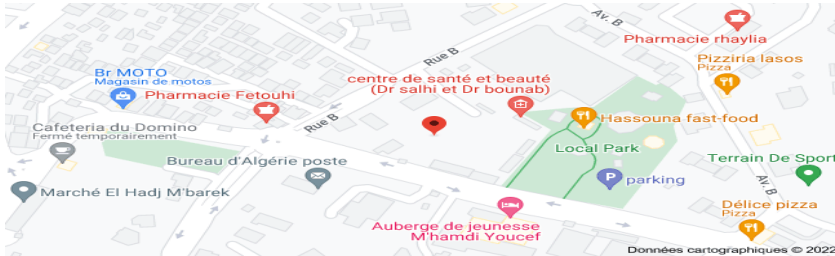 Av. B
Pharmacie rhaylia
Rue B
Pizziria lasos
Pizza
Br MOTO
Magasin de motos
centre de santé et beauté
(Dr salhi et Dr bounab)
Pharmacie Fetouhi
Rue B
Hassouna fast-food
Cafeteria du Domino
Fermé temporairement
Local Park
Bureau d'Algérie poste
Terrain De Sport
parking
Av. B
Marché El Hadj M'barek
Délice pizza
Pizza
Auberge de jeunesse
M'hamdi Youcef
Données cartographiques © 2022